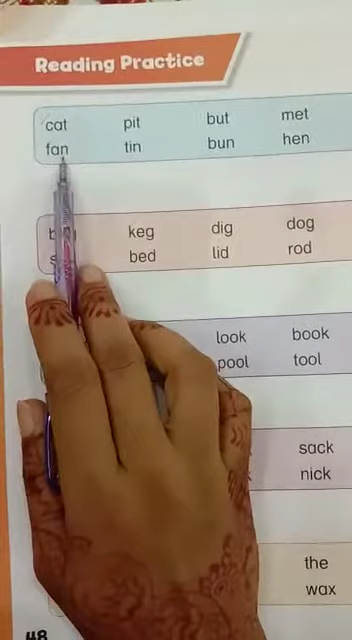 Reading Practice
cat pit but met
fan tin bun hen
keg dig dog
bed lid rod
look book
pool tool
sack
nick
the
wax
48